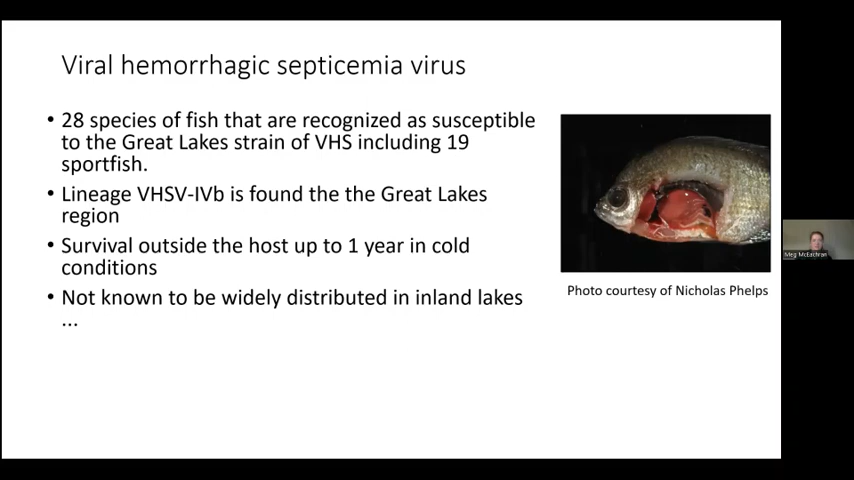 Viral hemorrhagic septicemia virus
• 28 species of fish that are recognized as susceptible
to the Great Lakes strain of VHS including 19
sportfish.
• Lineage VHSV-IVb is found the the Great Lakes
region
• Survival outside the host up to 1 year in cold
conditions
• Not known to be widely distributed in inland lakes
...
Photo courtesy of Nicholas Phelps
Meg McEachran